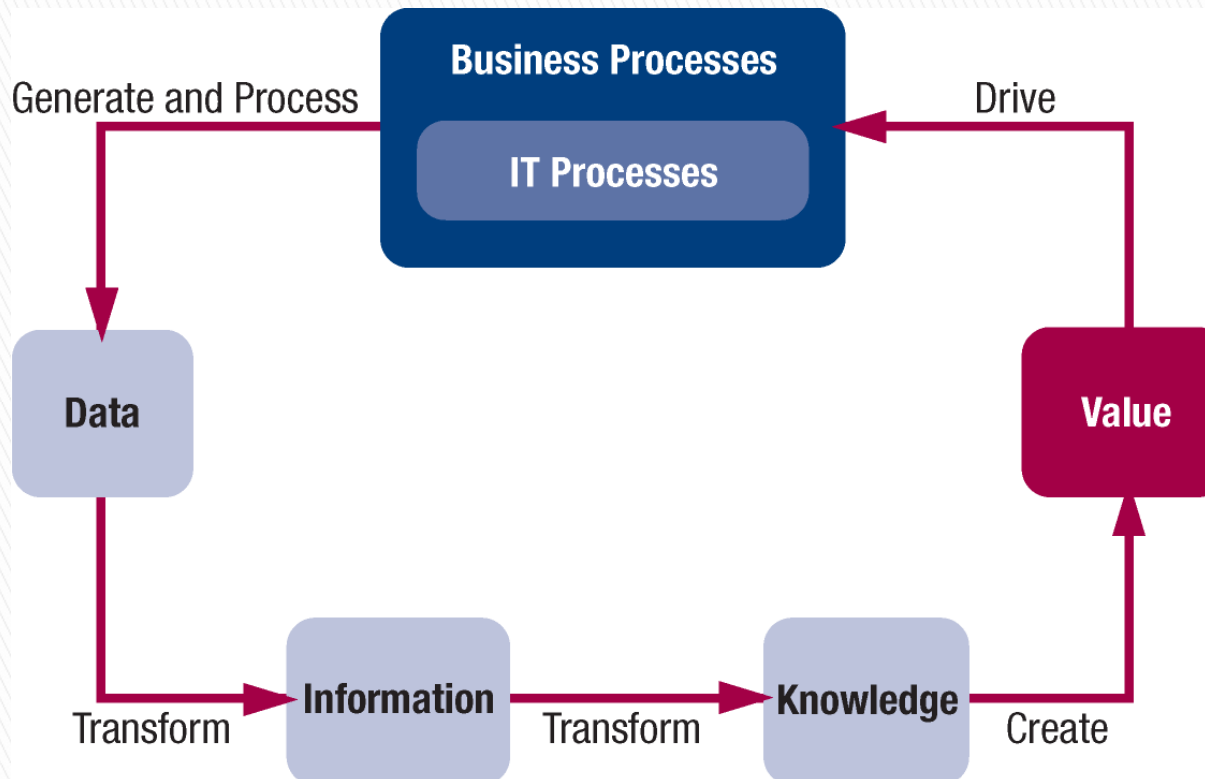 Business Processes
Generate and Process
Drive
IT Processes
Data
Value
Information
Knowledge
Transform
Transform
Create